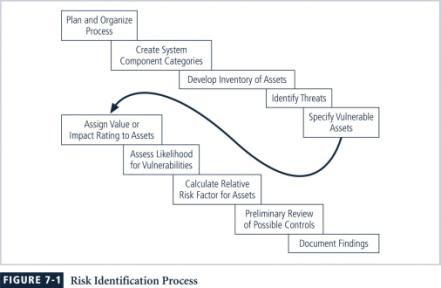 Plan and Organize
Process
Create System
Component Categories
Develop Inventory of Assets
Identify Threats
Specify Vulnerable
Assets
Assign Value or
Impact Rating to Assets
Assess Likelihood
for Vulnerabilities
Calculate Relative
Risk Factor for Assets
Preliminary Review
of Possible Controls
Document Findings
FIGURE 7-1 Risk Identification Process